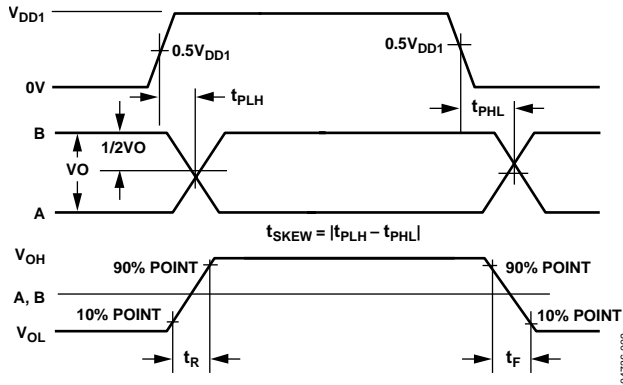 VDD1
0.5VDD1
0.5VDD1
0V
tPLH
tPHL
B
1/2VO
VO
A
tSKEW = |tPLH – tPHL|
VOH
90% POINT
90% POINT
A, B
10% POINT
10% POINT
VOL
tR
tF